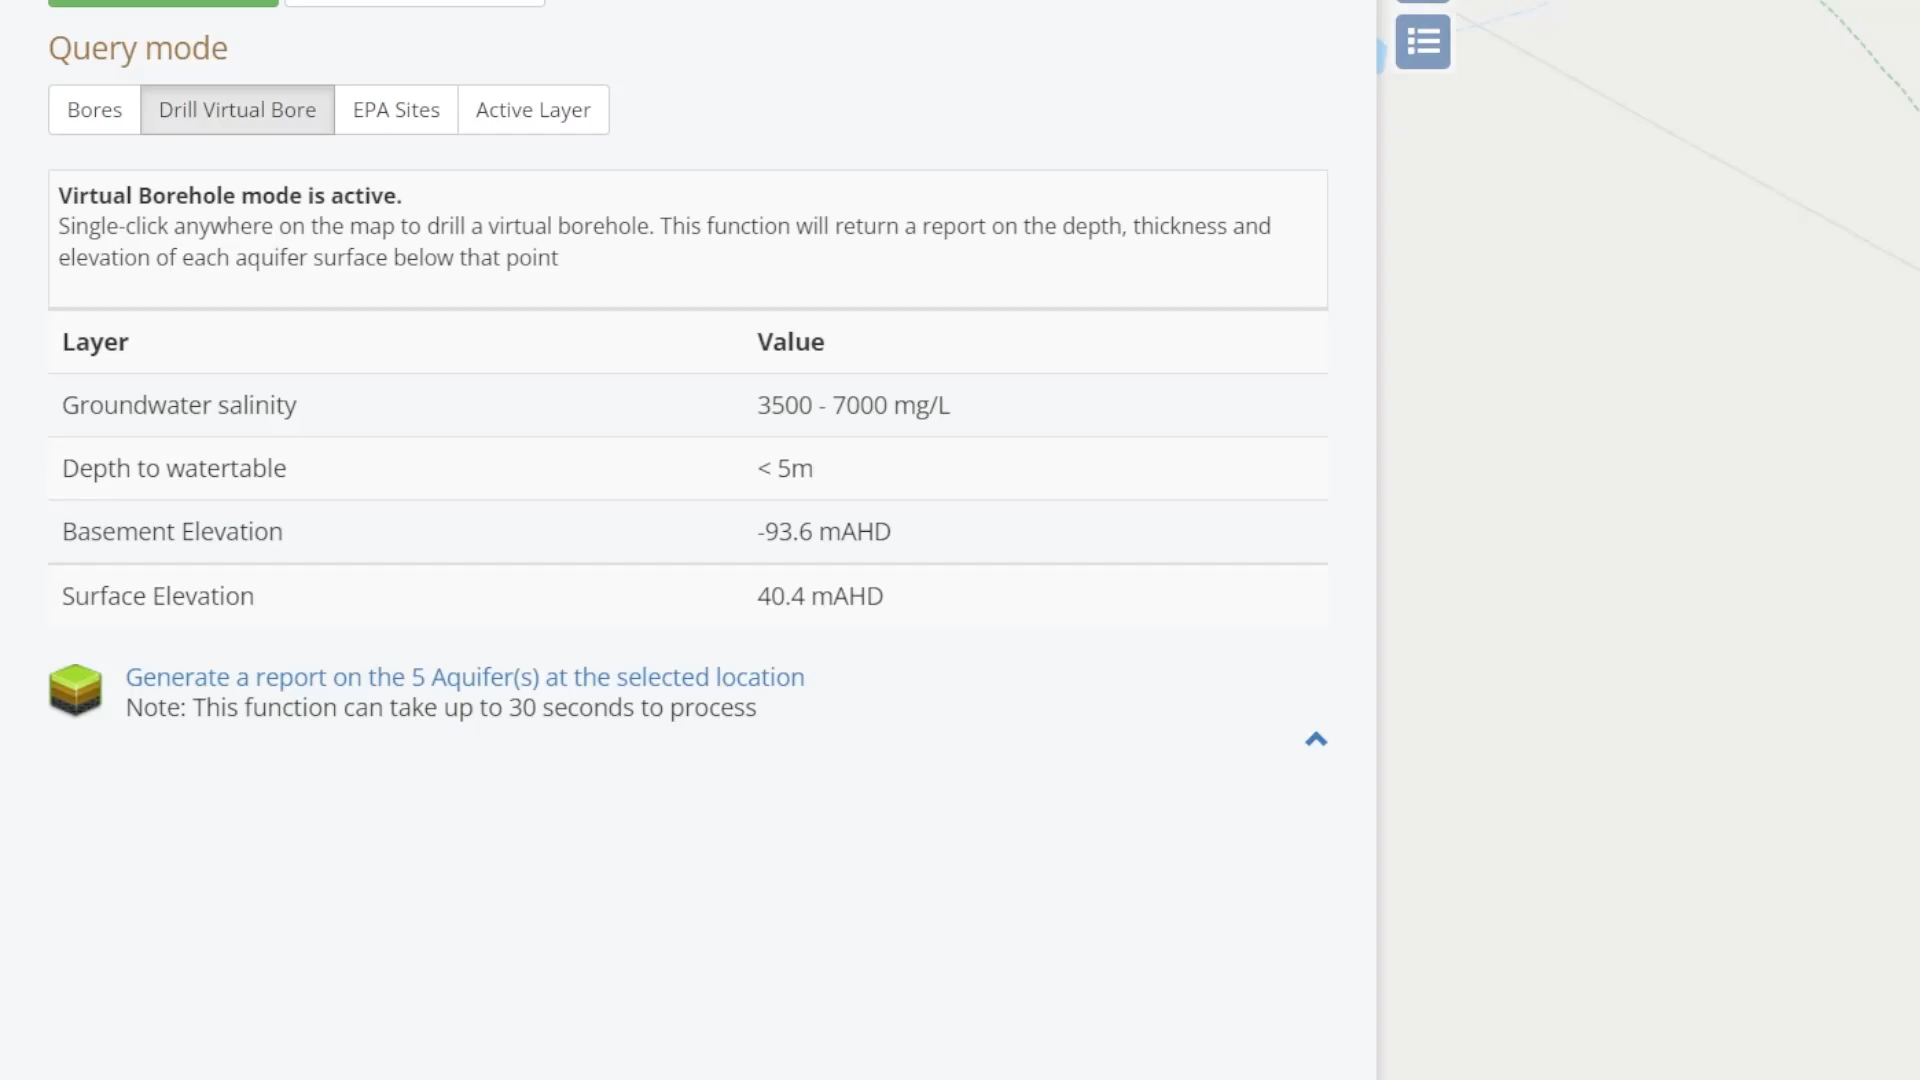 Query mode
Bores Drill Virtual Bore EPA Sites Active Layer
Virtual Borehole mode is active.
Single-click anywhere on the map to drill a virtual borehole. This function will return a report on the depth, thickness and
elevation of each aquifer surface below that point
Layer Value
Groundwater salinity 3500 - 7000 mg/L
Depth to watertable < 5m
Basement Elevation -93.6 mAHD
Surface Elevation 40.4 mAHD
Generate a report on the 5 Aquifer(s) at the selected location
Note: This function can take up to 30 seconds to process